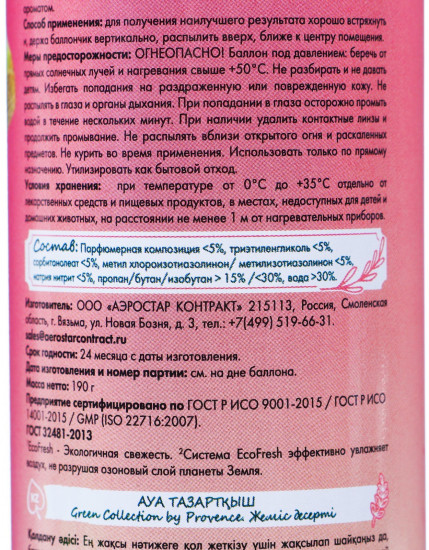 ароматом.
Способ применения: для получения наилучшего результата хорошо встряхнуть
и, держа баллончик вертикально, распылить вверх, ближе к центру помещения.
Меры предосторожности: ОГНЕОПАСНО! Баллон под давлением: беречь от
прямых солнечных лучей и нагревания свыше +50°С. Не разбирать и не давать
детям. Избегать попадания на раздраженную или поврежденную кожу. Не
распылять в глаза и органы дыхания. При попадании в глаза осторожно промыть
водой в течение нескольких минут. При наличии удалить контактные линзы и
продолжить промывание. Не распылять вблизи открытого огня и раскаленных
предметов. Не курить во время применения. Использовать только по прямому
назначению. Утилизировать как бытовой отход.
Условия хранения: при температуре от 0°С до +35°С отдельно от
лекарственных средств и пищевых продуктов, в местах, недоступных для детей и
домашних животных, на расстоянии не менее 1 м от нагревательных приборов.
Состав: Парфюмерная композиция <5%, триэтиленгликоль <5%,
сорбитанолеат <5%, метил хлороизотиазолинон/ метилизотиазолинон <5%,
натрия нитрит <5%, пропан/бутан/изобутан > 15% /<30%, вода >30%.
Изготовитель: ООО «АЭРОСТАР КОНТРАКТ» 215113, Россия, Смоленская
область, г. Вязьма, ул. Новая Бозня, д. 3, тел.: +7(499) 519-66-31.
sales@aerostarcontract.ru
Срок годности: 24 месяца с даты изготовления.
Дата изготовления и номер партии: см. на дне баллона.
Масса нетто: 190 г
Предприятие сертифицировано по ГОСТ Р ИСО 9001-2015 / ГОСТ Р ИСО
14001-2015 / GMP (ISO 22716:2007).
ГОСТ 32481-2013
¹EcoFresh - Экологичная свежесть. ²Система EcoFresh эффективно увлажняет
воздух, не разрушая озоновый слой планеты Земля.
KZ
АУА ТАЗАРТҚЫШ
Green Collection by Provence. Жеміс десерті
Қолдану әдісі: Ең жақсы нәтижеге қол жеткізу үшін жақсылап шайқаңыз да,